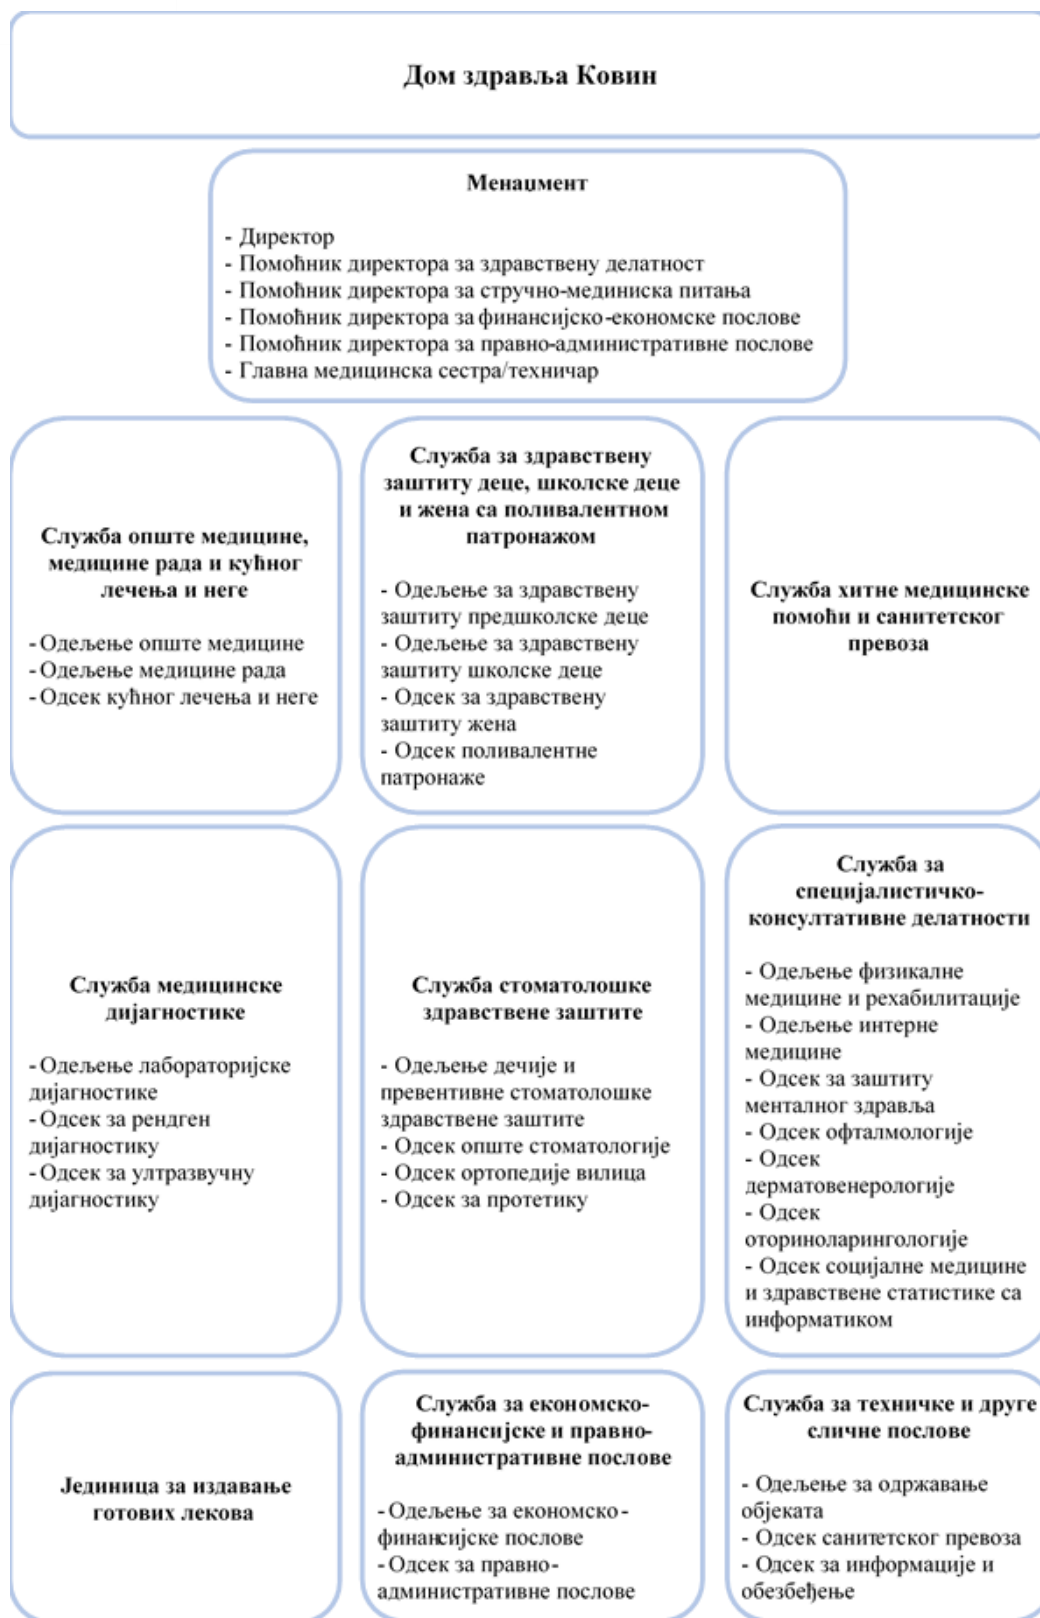 Дом здравља Ковин
Менаџмент
- Директор
- Помоћник директора за здравствену делатност
- Помоћник директора за стручно-мединиска питања
- Помоћник директора за финансијско-економске послове
- Помоћник директора за правно-административне послове
- Главна медицинска сестра/техничар
Служба опште медицине,
медицине рада и кућног
лечења и неге
- Одељење опште медицине
- Одељење медицине рада
- Одсек кућног лечења и неге
Служба за здравствену
заштиту деце, школске деце
и жена са поливалентном
патронажом
- Одељење за здравствену
заштиту предшколске деце
- Одељење за здравствену
заштиту школске деце
- Одсек за здравствену
заштиту жена
- Одсек поливалентне
патронаже
Служба хитне медицинске
помоћи и санитетског
превоза
Служба медицинске
дијагностике
- Одељење лабораторијске
дијагностике
- Одсек за рендген
дијагностику
- Одсек за ултразвучну
дијагностику
Служба стоматолошке
здравствене заштите
- Одељење дечије и
превентивне стоматолошке
здравствене заштите
- Одсек опште стоматологије
- Одсек ортопедије вилица
- Одсек за протетику
Служба за
специјалистичко-
консултативне делатности
- Одељење физикалне
медицине и рехабилитације
- Одељење интерне
медицине
- Одсек за заштиту
менталног здравља
- Одсек офталмологије
- Одсек
дерматовенерологије
- Одсек
оториноларингологије
- Одсек социјалне медицине
и здравствене статистике са
информатиком
Јединица за издавање
готових лекова
Служба за економско-
финансијске и правно-
административне послове
- Одељење за економско-
финансијске послове
- Одсек за правно-
административне послове
Служба за техничке и друге
сличне послове
- Одељење за одржавање
објеката
- Одсек санитетског превоза
- Одсек за информације и
обезбеђење